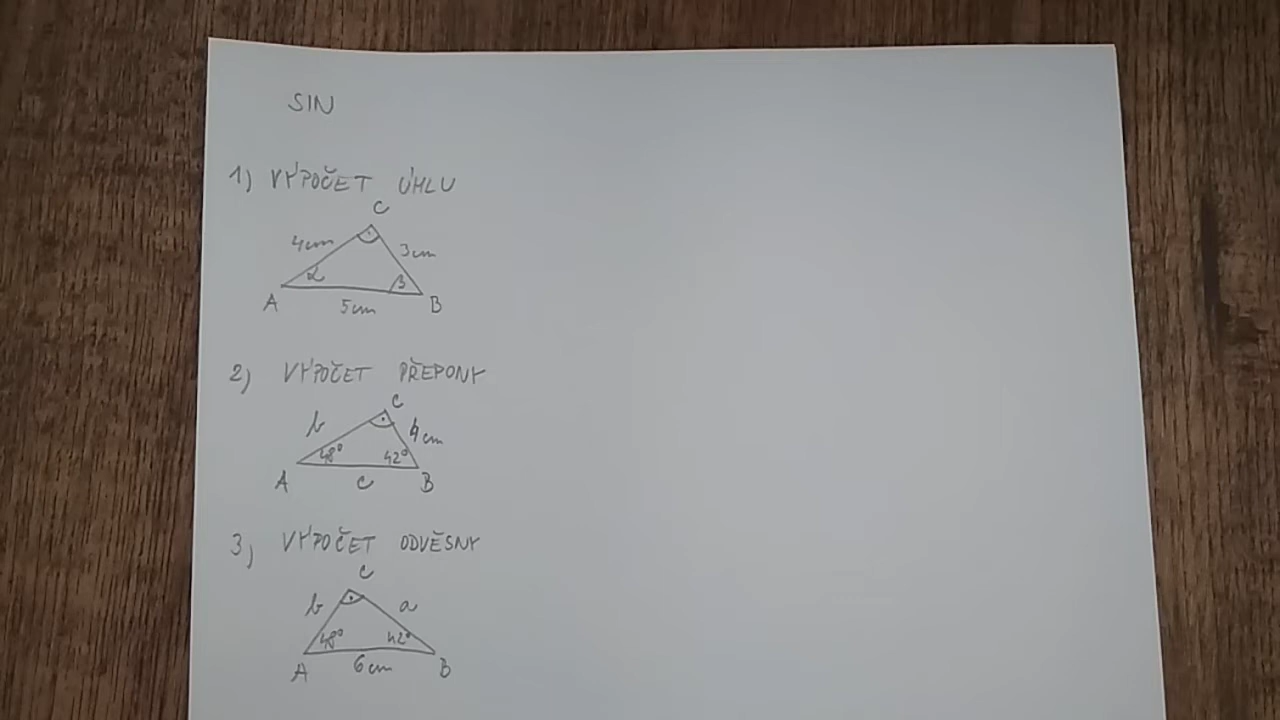 SIN
1) VÝPOČET ÚHLU
C
4cm 3cm
α β
A 5cm B
2) VÝPOČET PŘEPONY
C
b 4cm
48° 42°
A c B
3) VÝPOČET ODVĚSNY
C
b a
48° 42°
A 6cm B